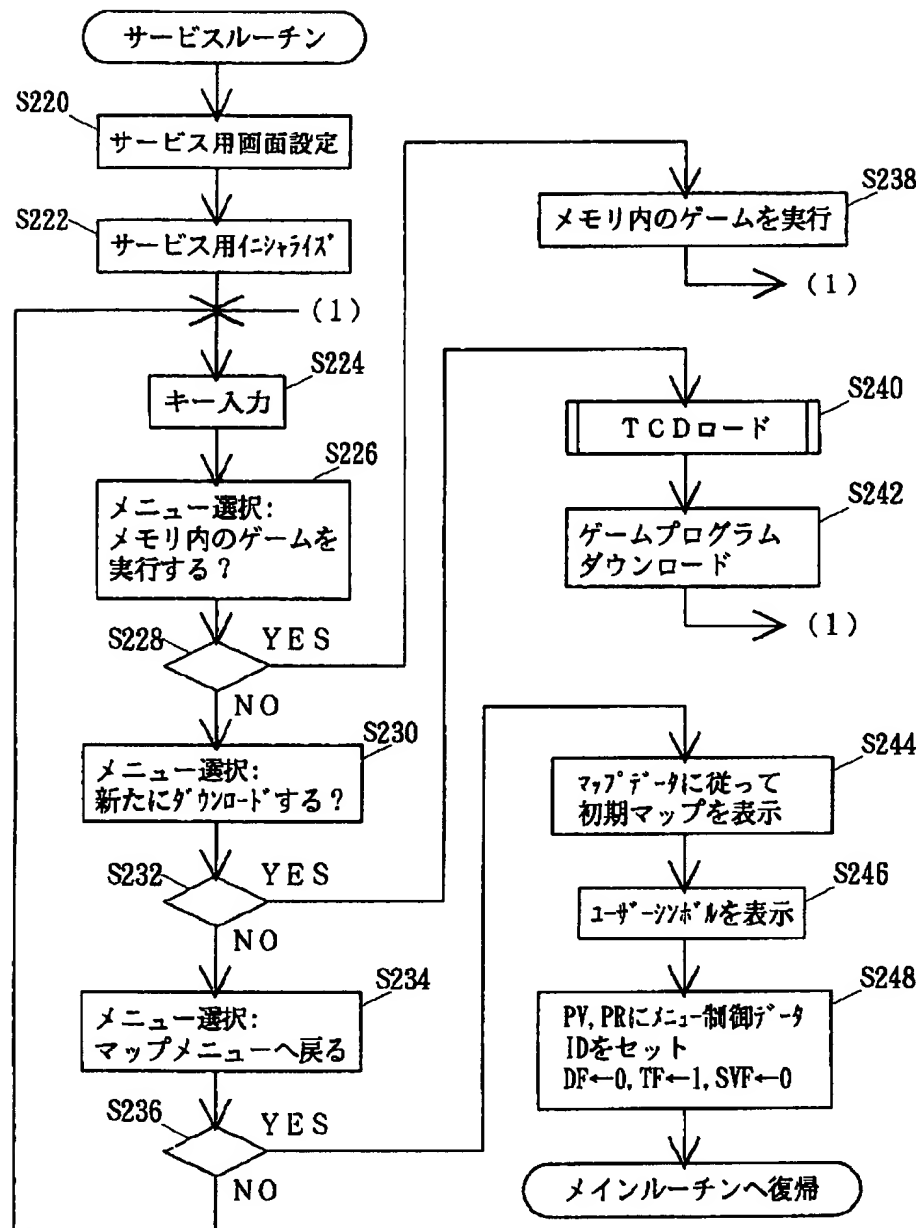 サービスルーチン
S220
サービス用画面設定
S222
サービス用ｲﾆｼｬﾗｲｽﾞ
(1)
S224
キー入力
S226
メニュー選択:
メモリ内のゲームを
実行する？
S228
YES
NO
S230
メニュー選択:
新たにﾀﾞｳﾝﾛｰﾄﾞする？
S232
YES
NO
S234
メニュー選択:
マップメニューへ戻る
S236
YES
NO
S238
メモリ内のゲームを実行
(1)
S240
TCDロード
S242
ゲームプログラム
ダウンロード
(1)
S244
ﾏｯﾌﾟﾃﾞｰﾀに従って
初期マップを表示
S246
ﾕｰｻﾞｰｼﾝﾎﾞﾙを表示
S248
PV,PRにﾒﾆｭｰ制御ﾃﾞｰﾀ
IDをセット
DF←0,TF←1,SVF←0
メインルーチンへ復帰